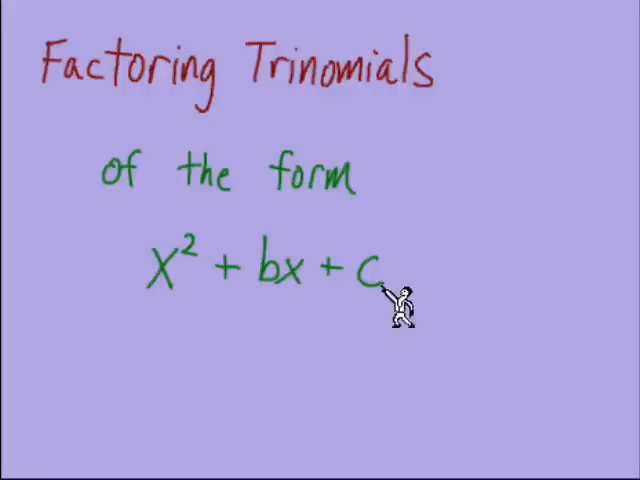 Factoring Trinomials
of the form
x² + bx + c